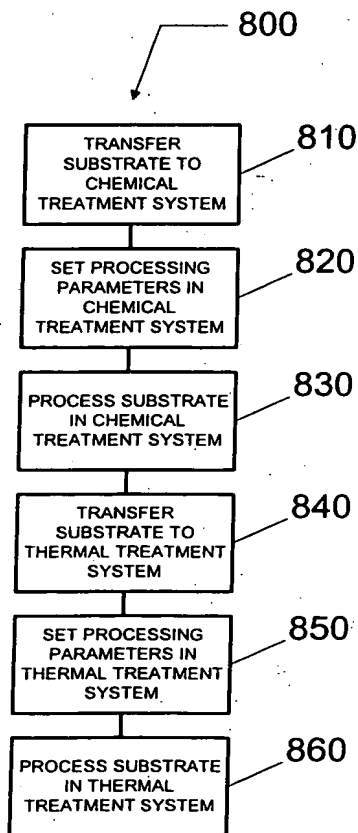 800
TRANSFER
SUBSTRATE TO
CHEMICAL
TREATMENT SYSTEM
810
SET PROCESSING
PARAMETERS IN
CHEMICAL
TREATMENT SYSTEM
820
PROCESS SUBSTRATE
IN CHEMICAL
TREATMENT SYSTEM
830
TRANSFER
SUBSTRATE TO
THERMAL TREATMENT
SYSTEM
840
SET PROCESSING
PARAMETERS IN
THERMAL TREATMENT
SYSTEM
850
PROCESS SUBSTRATE
IN THERMAL
TREATMENT SYSTEM
860